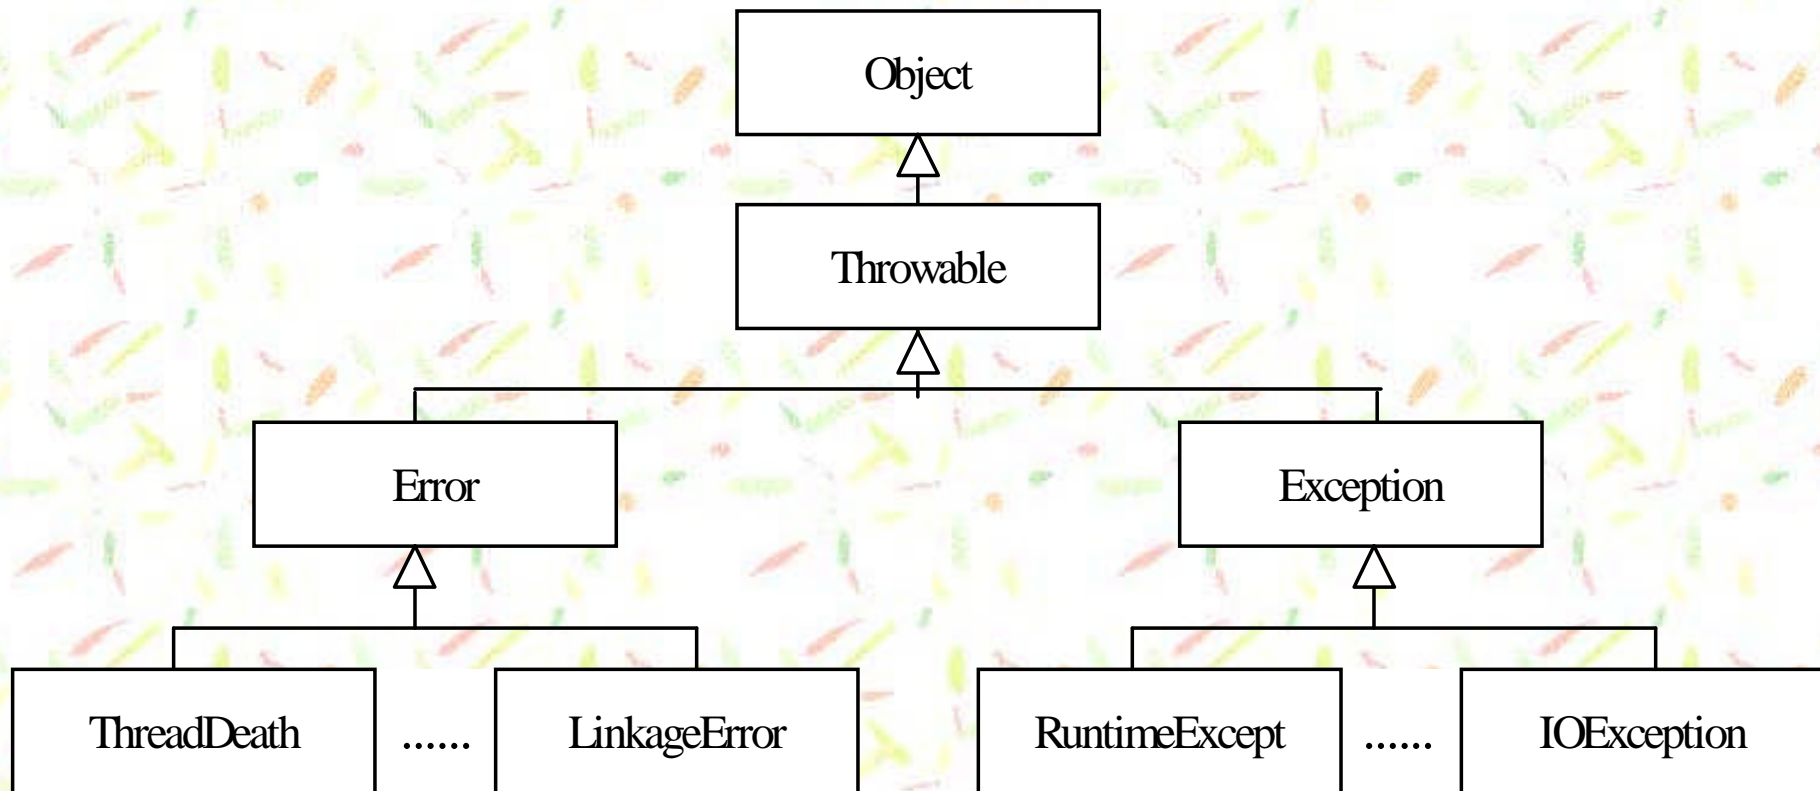 Object
Throwable
Error
Exception
ThreadDeath
......
LinkageError
RuntimeExcept
......
IOException